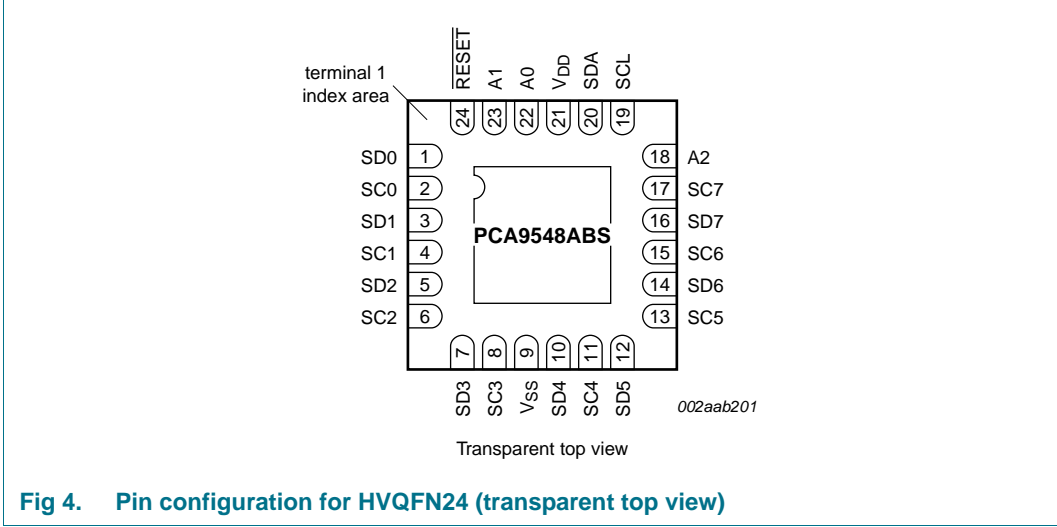 RESET A1 A0 VDD SDA SCL
terminal 1
index area
24 23 22 21 20 19
SD0 1 18 A2
SC0 2 17 SC7
SD1 3 16 SD7
PCA9548ABS
SC1 4 15 SC6
SD2 5 14 SD6
SC2 6 13 SC5
7 8 9 10 11 12
SD3 SC3 VSS SD4 SC4 SD5
002aab201
Transparent top view
Fig 4. Pin configuration for HVQFN24 (transparent top view)